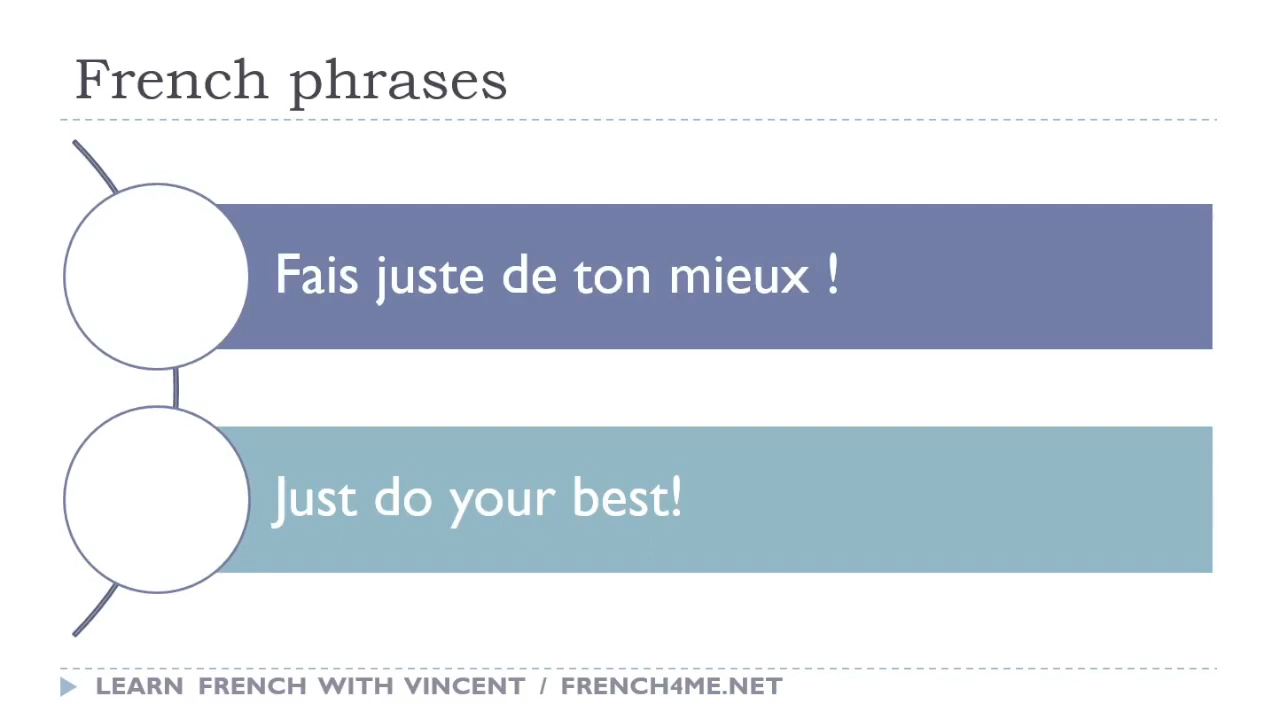 French phrases
Fais juste de ton mieux !
Just do your best!
LEARN FRENCH WITH VINCENT / FRENCH4ME.NET